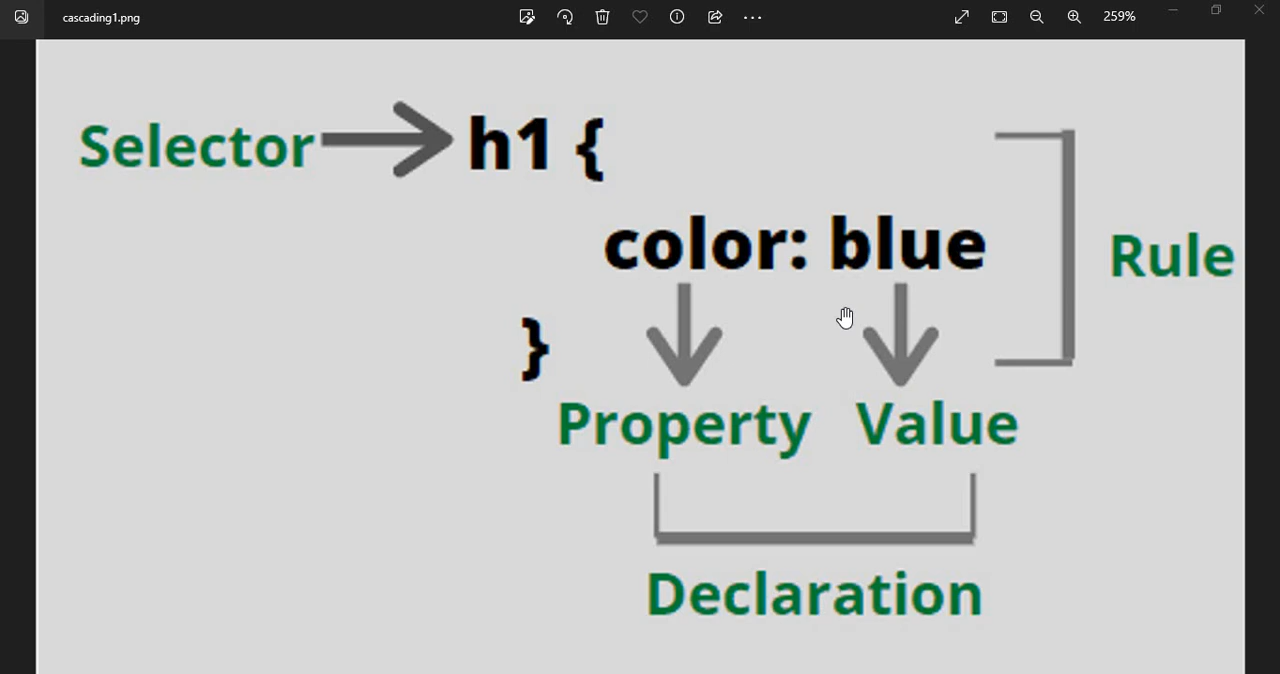 cascading1.png
259%
Selector
h1 {
color: blue
Rule
}
Property Value
Declaration